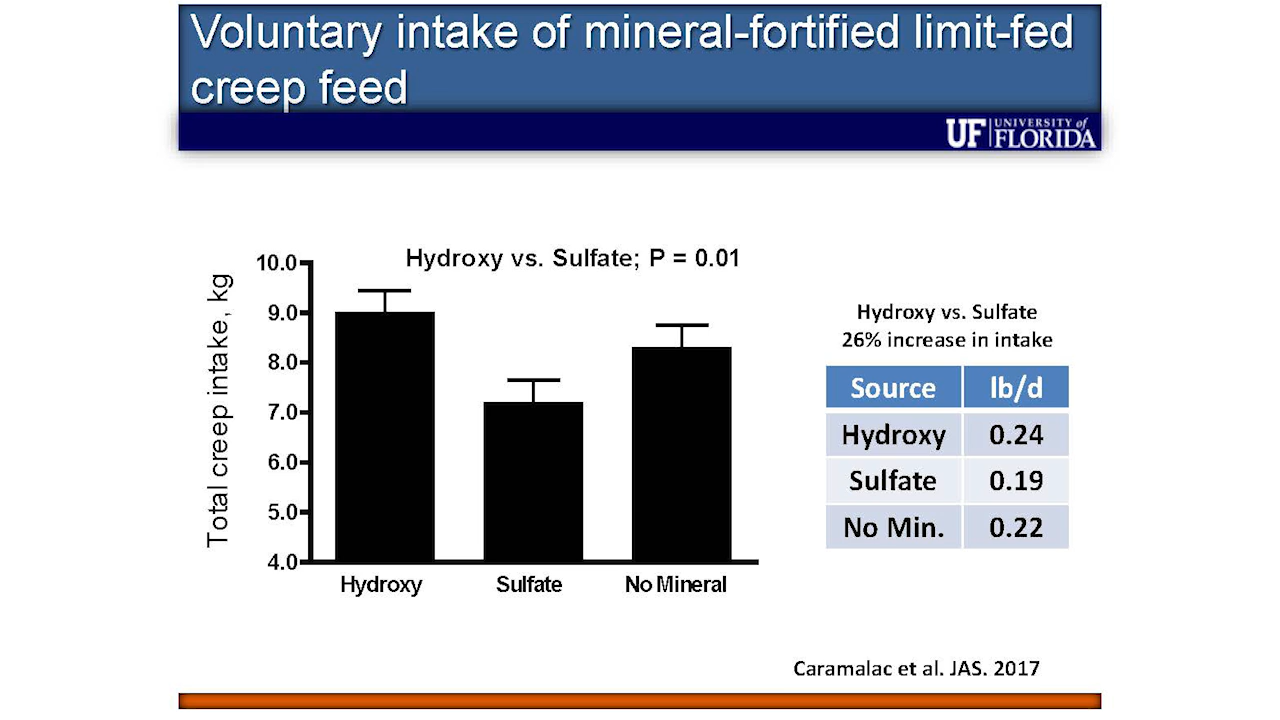 Voluntary intake of mineral-fortified limit-fed
creep feed
UF UNIVERSITY of
FLORIDA
Hydroxy vs. Sulfate; P = 0.01
Total creep intake, kg
10.0
9.0
8.0
7.0
6.0
5.0
4.0
Hydroxy Sulfate No Mineral
Hydroxy vs. Sulfate
26% increase in intake
Source lb/d
Hydroxy 0.24
Sulfate 0.19
No Min. 0.22
Caramalac et al. JAS. 2017